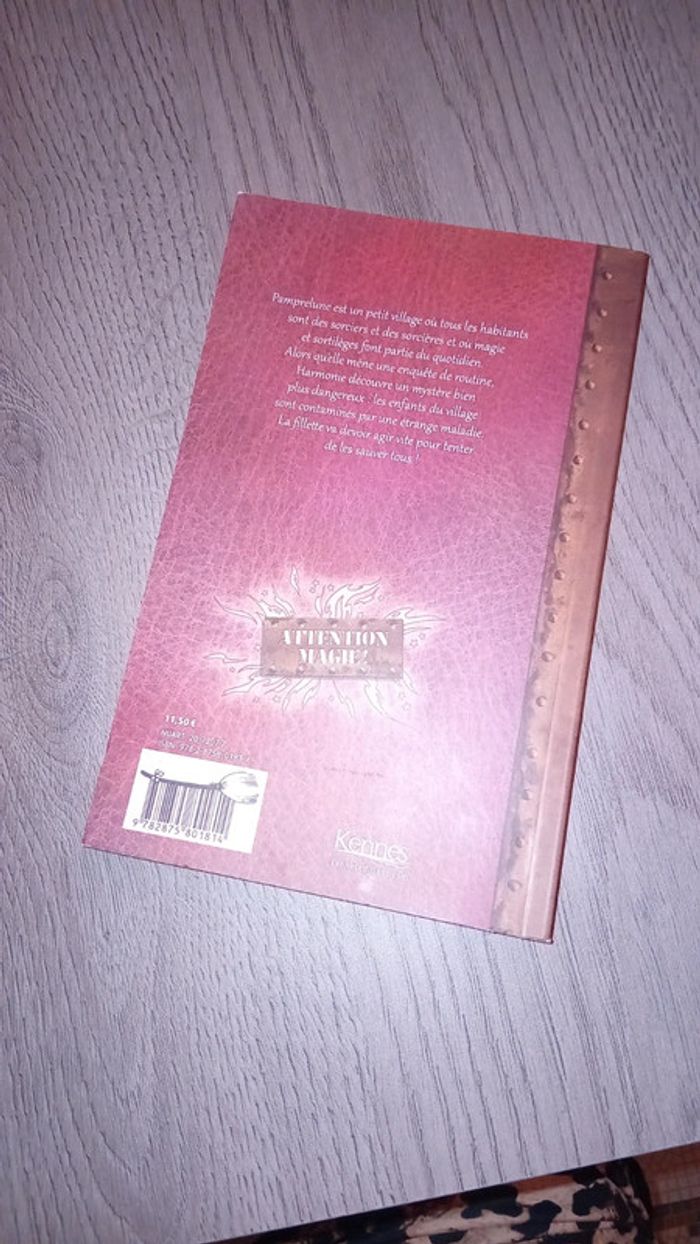 Pamprelune est un petit village où tous les habitants
sont des sorciers et des sorcières et où magie
et sortilèges font partie du quotidien.
Alors qu'elle mène une enquête de routine,
Harmonie découvre un mystère bien
plus dangereux : les enfants du village
sont contaminés par une étrange maladie.
La fillette va devoir agir vite pour tenter
de les sauver tous !
ATTENTION
MAGIE !
11,50 €
NUART
ISBN
9 782875 801814
Kennes